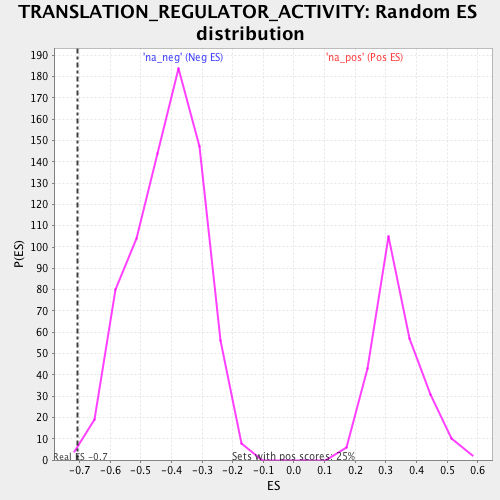 TRANSLATION_REGULATOR_ACTIVITY: Random ES
distribution
'na_neg' (Neg ES)
'na_pos' (Pos ES)
190
180
170
160
150
140
130
120
110
100
90
80
70
60
50
40
30
20
10
0
P(ES)
Real ES -0.7
Sets with pos scores: 25%
-0.7 -0.6 -0.5 -0.4 -0.3 -0.2 -0.1 0.0 0.1 0.2 0.3 0.4 0.5 0.6
ES